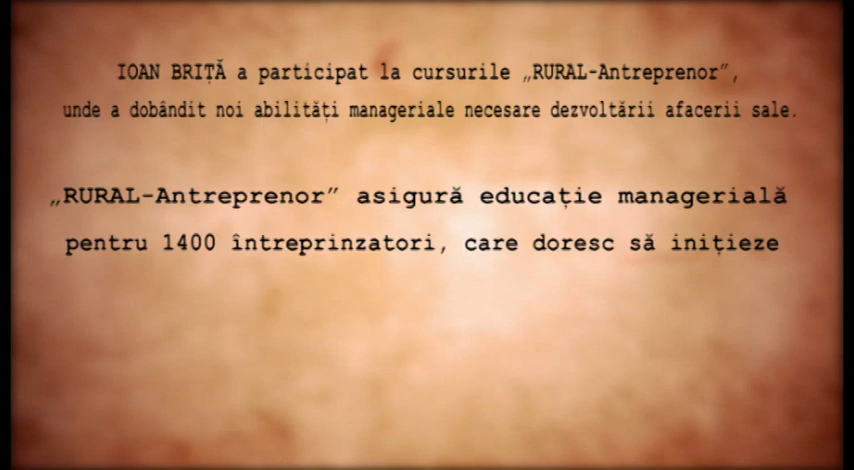 IOAN BRIȚĂ a participat la cursurile „RURAL-Antreprenor”,
unde a dobândit noi abilități manageriale necesare dezvoltării afacerii sale.
„RURAL-Antreprenor” asigură educație managerială
pentru 1400 întreprinzatori, care doresc să inițieze